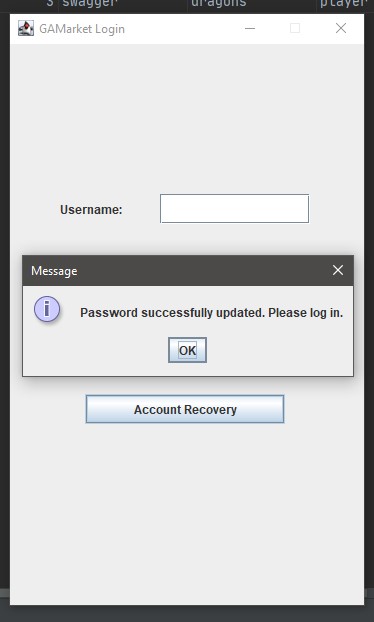 3 swagger dragons player
GAMarket Login
Username:
Message
Password successfully updated. Please log in.
OK
Account Recovery